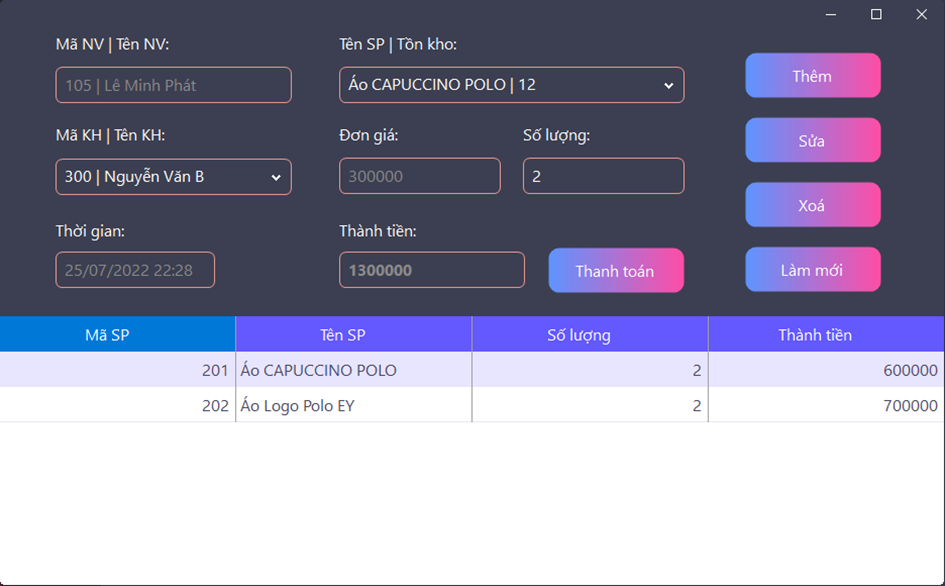 Mã NV | Tên NV:
Tên SP | Tồn kho:
105 | Lê Minh Phát
Áo CAPUCCINO POLO | 12
Thêm
Mã KH | Tên KH:
Đơn giá:
Số lượng:
Sửa
300 | Nguyễn Văn B
300000
2
Xoá
Thời gian:
Thành tiền:
25/07/2022 22:28
1300000
Thanh toán
Làm mới
Mã SP Tên SP Số lượng Thành tiền
201 Áo CAPUCCINO POLO 2 600000
202 Áo Logo Polo EY 2 700000